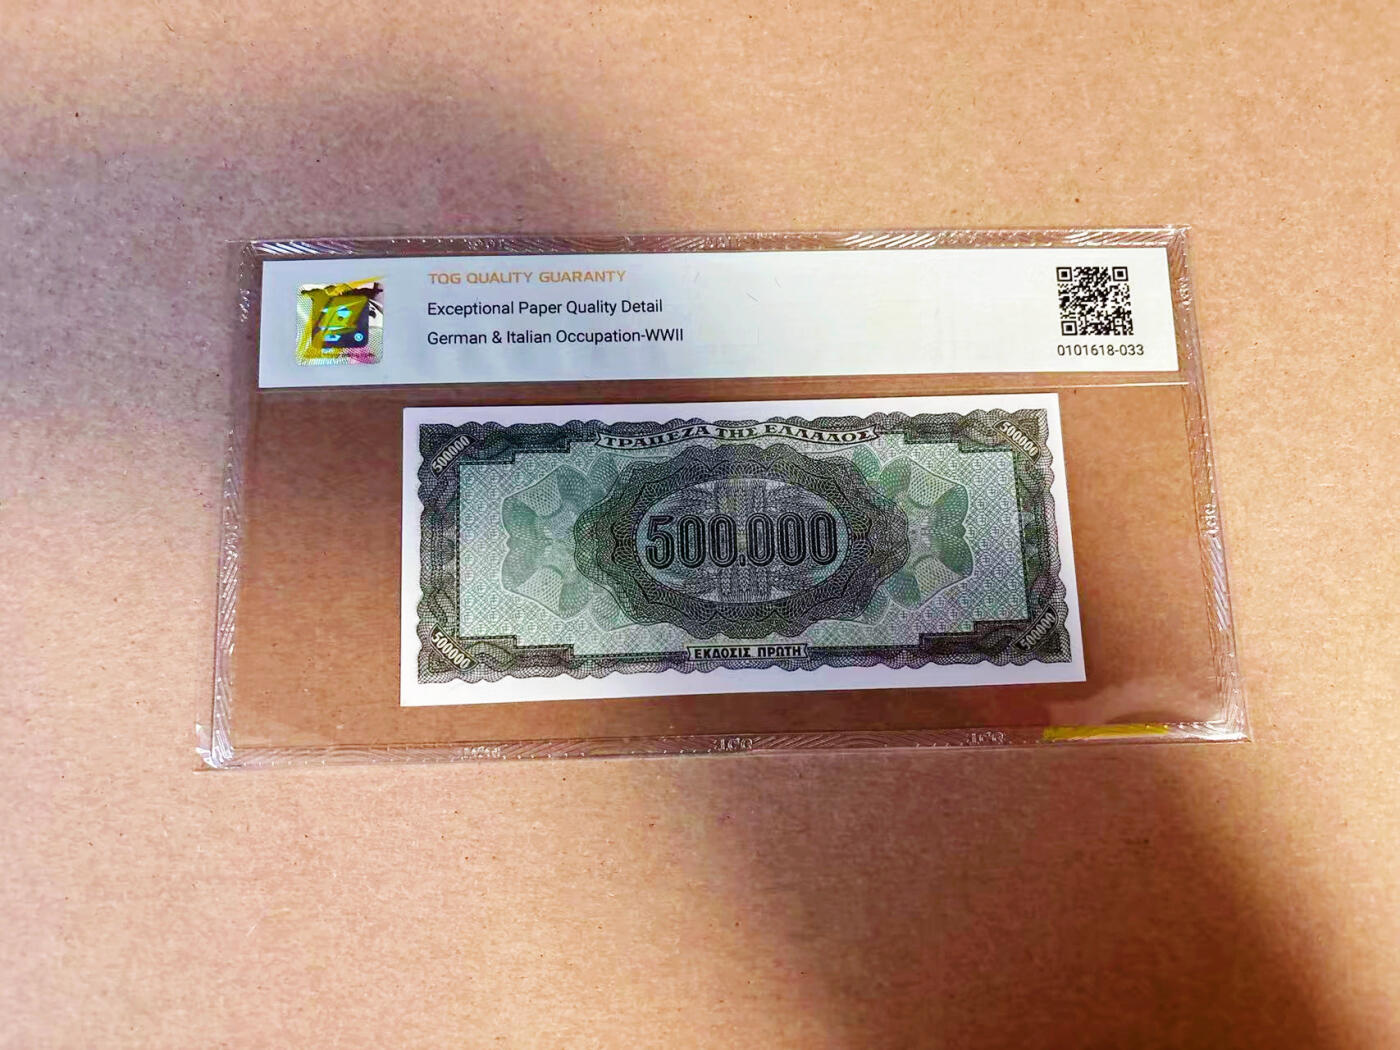 TQG QUALITY GUARANTY
Exceptional Paper Quality Detail
German & Italian Occupation-WWII
0101618-033
ΤΡΑΠΕΖΑ ΤΗΣ ΕΛΛΑΔΟΣ
500000
500000
500.000
500000
500000
ΕΚΔΟΣΙΣ ΠΡΩΤΗ